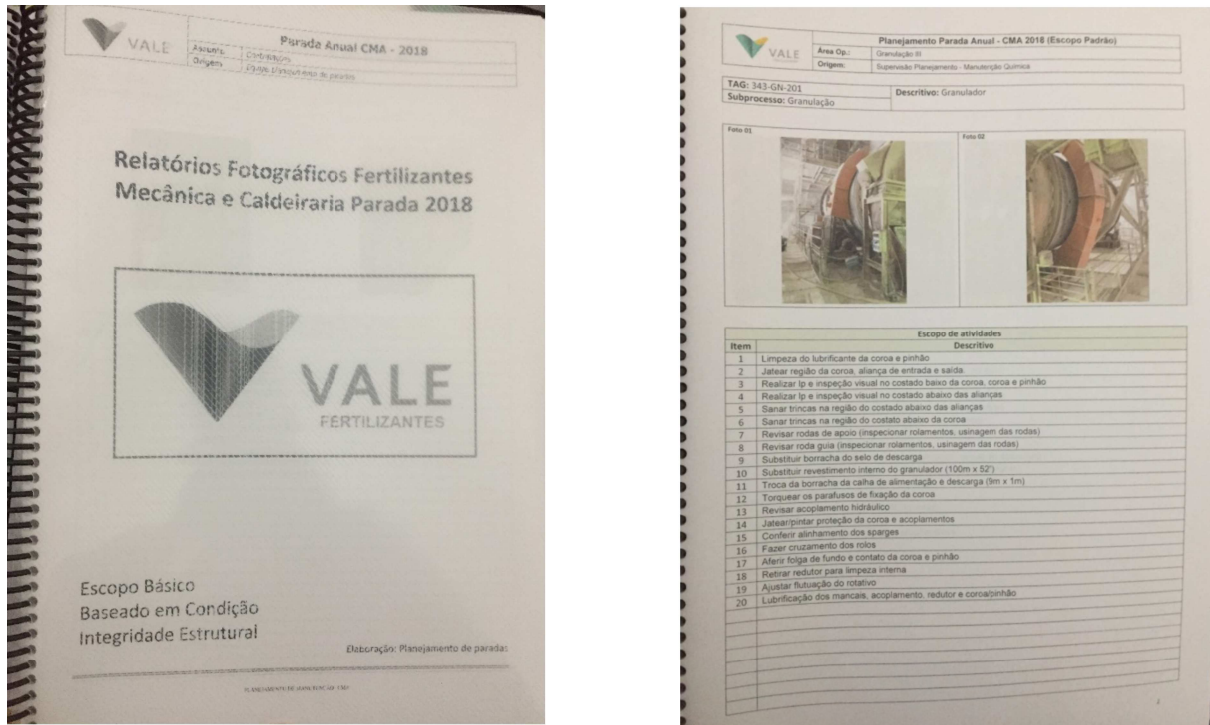 VALE
Parada Anual CMA - 2018
Assunto:
Origem:
Relatórios Fotográficos Fertilizantes
Mecânica e Caldeiraria Parada 2018
VALE
FERTILIZANTES
Escopo Básico
Baseado em Condição
Integridade Estrutural
Elaboração: Planejamento de paradas
VALE
Planejamento Parada Anual - CMA 2018 (Escopo Padrão)
Área Op.: Granulação III
Origem: Supervisão Planejamento - Manutenção Química
TAG: 343-GN-201
Subprocesso: Granulação
Descritivo: Granulador
Foto 01
Foto 02
Escopo de atividades
Item Descritivo
1 Limpeza do lubrificante da coroa e pinhão
2 Jatear região da coroa, aliança de entrada e saída.
3 Realizar lp e inspeção visual no costado baixo da coroa, coroa e pinhão
4 Realizar lp e inspeção visual no costado abaixo das alianças
5 Sanar trincas na região do costado abaixo das alianças
6 Sanar trincas na região do costato abaixo da coroa
7 Revisar rodas de apoio (inspecionar rolamentos, usinagem das rodas)
8 Revisar roda guia (inspecionar rolamentos, usinagem das rodas)
9 Substituir borracha do selo de descarga
10 Substituir revestimento interno do granulador (100m x 52')
11 Troca da borracha da calha de alimentação e descarga (9m x 1m)
12 Torquear os parafusos de fixação da coroa
13 Revisar acoplamento hidráulico
14 Jatear/pintar proteção da coroa e acoplamentos
15 Conferir alinhamento dos sparges
16 Fazer cruzamento dos rolos
17 Aferir folga de fundo e contato da coroa e pinhão
18 Retirar redutor para limpeza interna
19 Ajustar flutuação do rotativo
20 Lubrificação dos mancais, acoplamento, redutor e coroa/pinhão